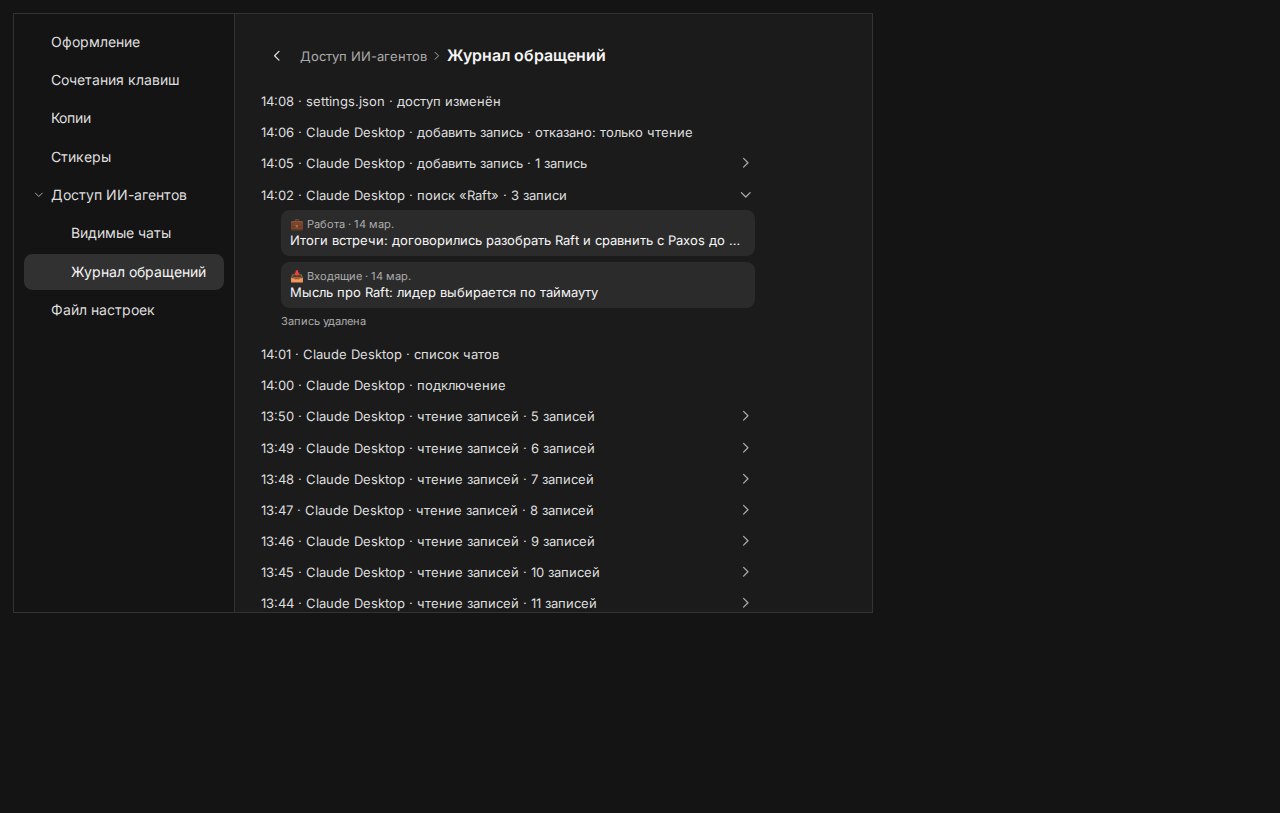 Оформление
Сочетания клавиш
Копии
Стикеры
Доступ ИИ-агентов
Видимые чаты
Журнал обращений
Файл настроек
Доступ ИИ-агентов > Журнал обращений
14:08 · settings.json · доступ изменён
14:06 · Claude Desktop · добавить запись · отказано: только чтение
14:05 · Claude Desktop · добавить запись · 1 запись
14:02 · Claude Desktop · поиск «Raft» · 3 записи
Работа · 14 мар.
Итоги встречи: договорились разобрать Raft и сравнить с Paxos до ...
Входящие · 14 мар.
Мысль про Raft: лидер выбирается по таймауту
Запись удалена
14:01 · Claude Desktop · список чатов
14:00 · Claude Desktop · подключение
13:50 · Claude Desktop · чтение записей · 5 записей
13:49 · Claude Desktop · чтение записей · 6 записей
13:48 · Claude Desktop · чтение записей · 7 записей
13:47 · Claude Desktop · чтение записей · 8 записей
13:46 · Claude Desktop · чтение записей · 9 записей
13:45 · Claude Desktop · чтение записей · 10 записей
13:44 · Claude Desktop · чтение записей · 11 записей